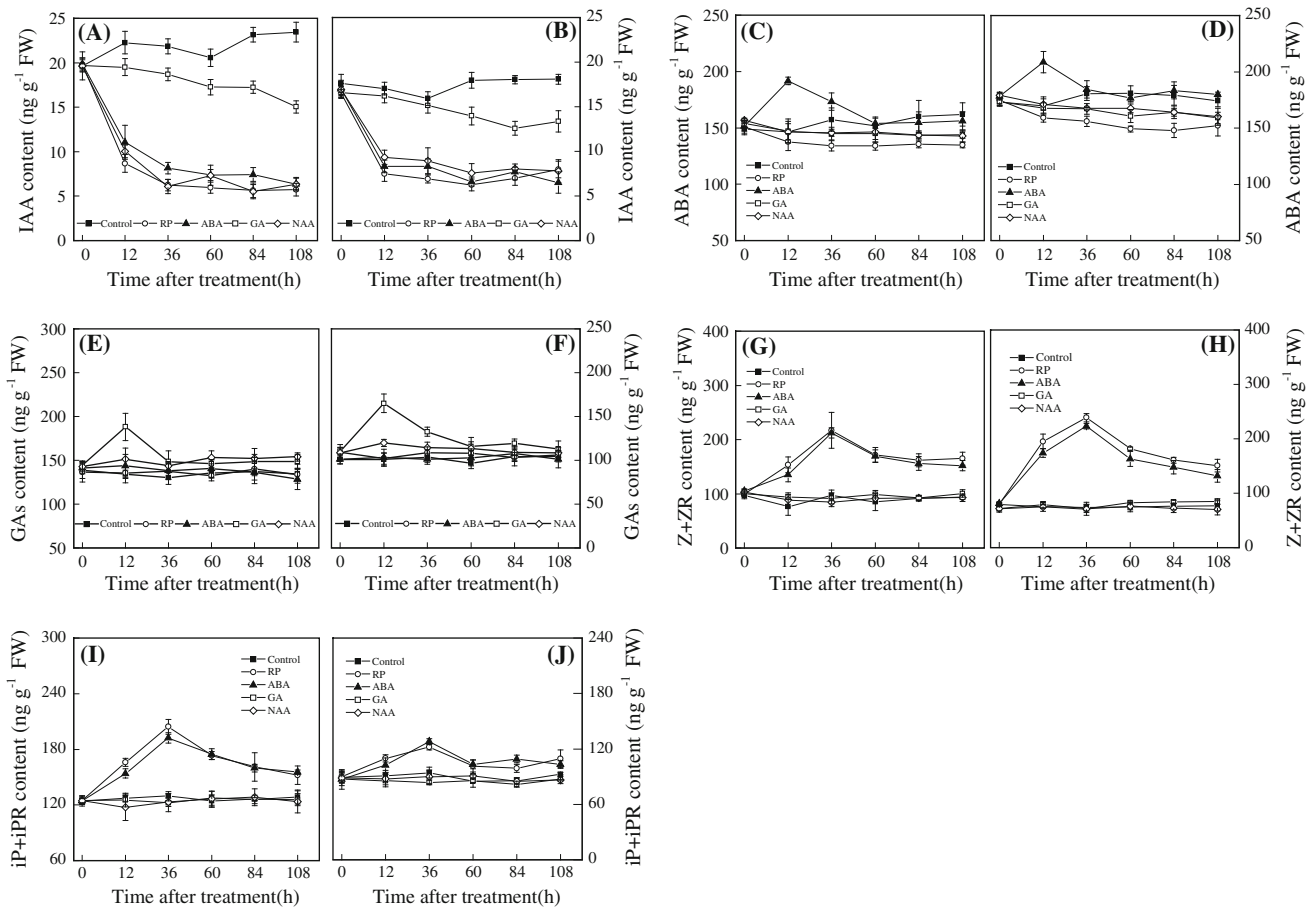 (A)
IAA content (ng g⁻¹ FW)
25
20
15
10
5
0
Control RP ABA GA NAA
0 12 36 60 84 108
Time after treatment(h)
(B)
25
20
15
10
5
0
IAA content (ng g⁻¹ FW)
Control RP ABA GA NAA
0 12 36 60 84 108
Time after treatment(h)
(C)
ABA content (ng g⁻¹ FW)
250
200
150
100
50
Control
RP
ABA
GA
NAA
0 12 36 60 84 108
Time after treatment(h)
(D)
250
200
150
100
50
ABA content (ng g⁻¹ FW)
Control
RP
ABA
GA
NAA
0 12 36 60 84 108
Time after treatment(h)
(E)
GAs content (ng g⁻¹ FW)
300
250
200
150
100
50
Control RP ABA GA NAA
0 12 36 60 84 108
Time after treatment(h)
(F)
250
200
150
100
50
0
GAs content (ng g⁻¹ FW)
Control RP ABA GA NAA
0 12 36 60 84 108
Time after treatment(h)
(G)
Z+ZR content (ng g⁻¹ FW)
400
300
200
100
0
Control
RP
ABA
GA
NAA
0 12 36 60 84 108
Time after treatment(h)
(H)
400
300
200
100
0
Z+ZR content (ng g⁻¹ FW)
Control
RP
ABA
GA
NAA
0 12 36 60 84 108
Time after treatment(h)
(I)
iP+iPR content (ng g⁻¹ FW)
300
240
180
120
60
Control
RP
ABA
GA
NAA
0 12 36 60 84 108
Time after treatment(h)
(J)
240
180
120
60
0
iP+iPR content (ng g⁻¹ FW)
Control
RP
ABA
GA
NAA
0 12 36 60 84 108
Time after treatment(h)